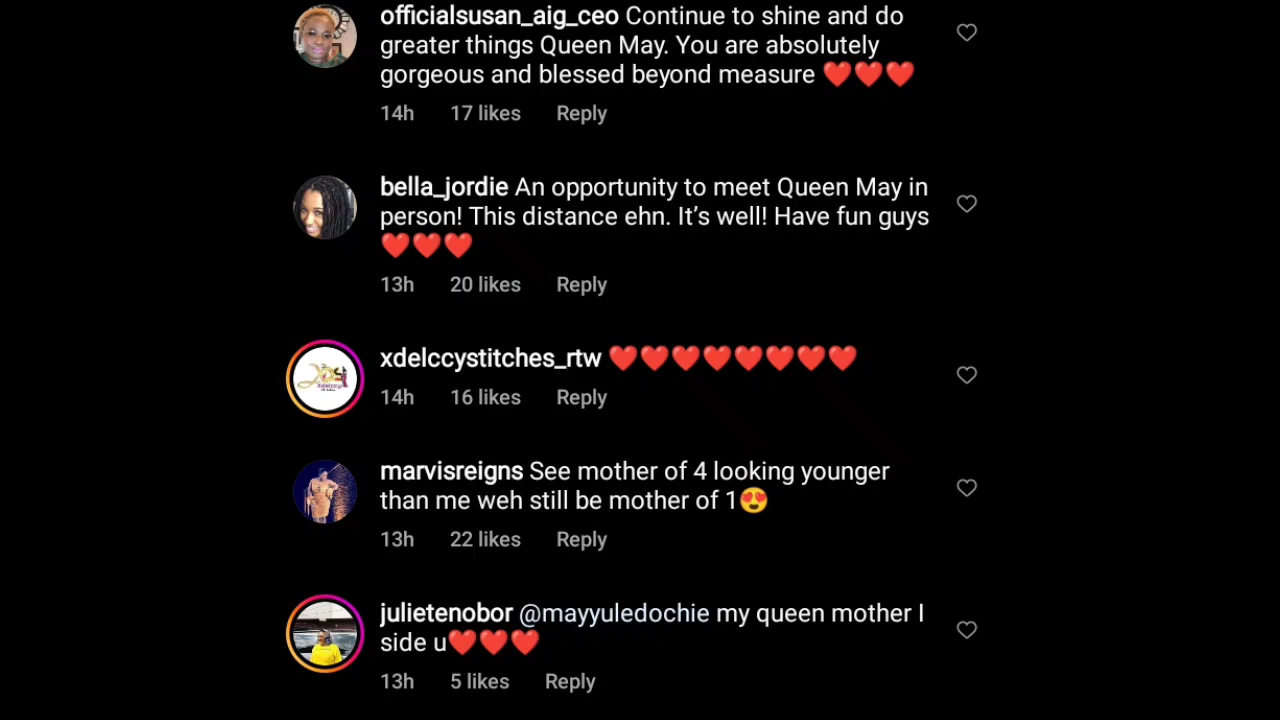 officialsusan_aig_ceo Continue to shine and do
greater things Queen May. You are absolutely
gorgeous and blessed beyond measure ❤️❤️❤️
14h 17 likes Reply
bella_jordie An opportunity to meet Queen May in
person! This distance ehn. It’s well! Have fun guys
❤️❤️❤️
13h 20 likes Reply
xdelccystitches_rtw ❤️❤️❤️❤️❤️❤️❤️❤️
14h 16 likes Reply
marvisreigns See mother of 4 looking younger
than me weh still be mother of 1😍
13h 22 likes Reply
julietenobor @mayyuledochie my queen mother I
side u❤️❤️❤️
13h 5 likes Reply